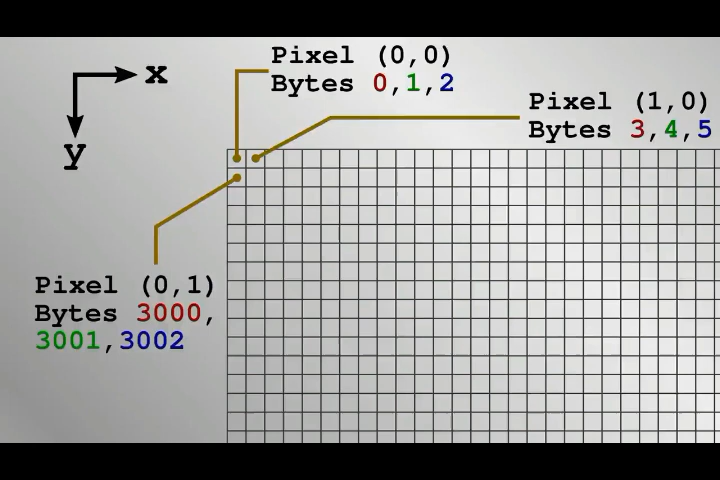 x
y
Pixel (0,0)
Bytes 0,1,2
Pixel (1,0)
Bytes 3,4,5
Pixel (0,1)
Bytes 3000,
3001,3002